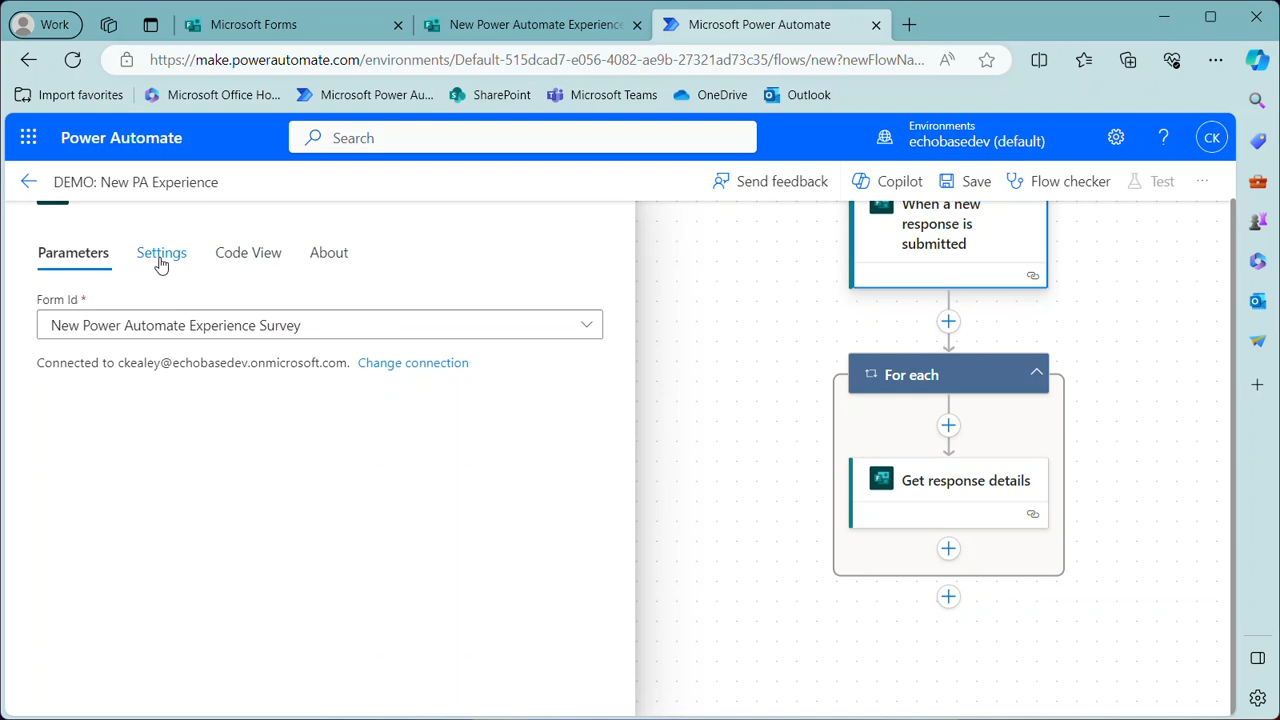 Work
Microsoft Forms
New Power Automate Experience
Microsoft Power Automate
https://make.powerautomate.com/environments/Default-515dcad7-e056-4082-ae9b-27321ad73c35/flows/new?newFlowNa...
Import favorites
Microsoft Office Ho...
Microsoft Power Au...
SharePoint
Microsoft Teams
OneDrive
Outlook
Power Automate
Search
Environments
echobasedev (default)
CK
DEMO: New PA Experience
Send feedback
Copilot
Save
Flow checker
Test
When a new
response is
submitted
Parameters
Settings
Code View
About
Form Id *
New Power Automate Experience Survey
Connected to ckealey@echobasedev.onmicrosoft.com. Change connection
For each
Get response details